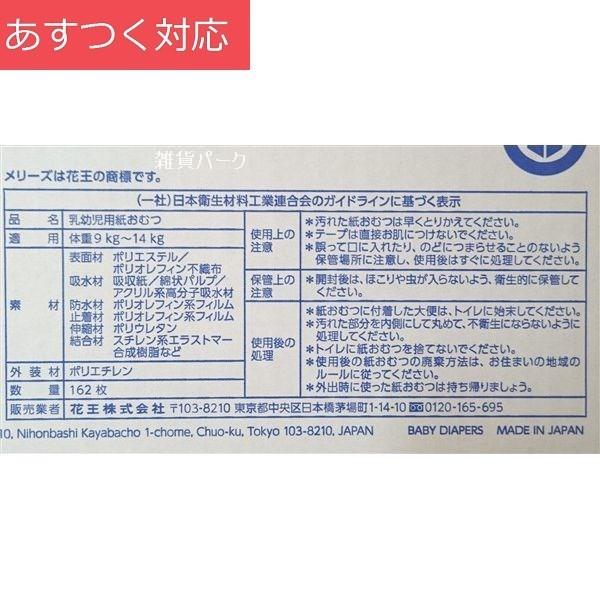 あすつく対応
雑貨パーク
メリーズは花王の商標です。
(一社)日本衛生材料工業連合会のガイドラインに基づく表示
品名 乳幼児用紙おむつ
適用 体重9kg〜14kg
素材
表面材 ポリエステル/
ポリオレフィン不織布
吸水材 吸収紙/綿状パルプ/
アクリル系高分子吸水材
防水材 ポリオレフィン系フィルム
止着材 ポリオレフィン系フィルム
伸縮材 ポリウレタン
結合材 スチレン系エラストマー
合成樹脂など
外装材 ポリエチレン
数量 162枚
使用上の
注意
*汚れた紙おむつは早くとりかえてください。
*テープは直接お肌につけないでください。
*誤って口に入れたり、のどにつまらせることのないよう
保管場所に注意し、使用後はすぐに処理してください。
保管上の
注意
*開封後は、ほこりや虫が入らないよう、衛生的に保管して
ください。
使用後の
処理
*紙おむつに付着した大便は、トイレに始末してください。
*汚れた部分を内側にして丸めて、不衛生にならないように
処理してください。
*トイレに紙おむつを捨てないでください。
*使用後の紙おむつの廃棄方法は、お住まいの地域の
ルールに従ってください。
*外出時に使った紙おむつは持ち帰りましょう。
販売業者 花王株式会社 〒103-8210 東京都中央区日本橋茅場町1-14-10 0120-165-695
10, Nihonbashi Kayabacho 1-chome, Chuo-ku, Tokyo 103-8210, JAPAN BABY DIAPERS MADE IN JAPAN